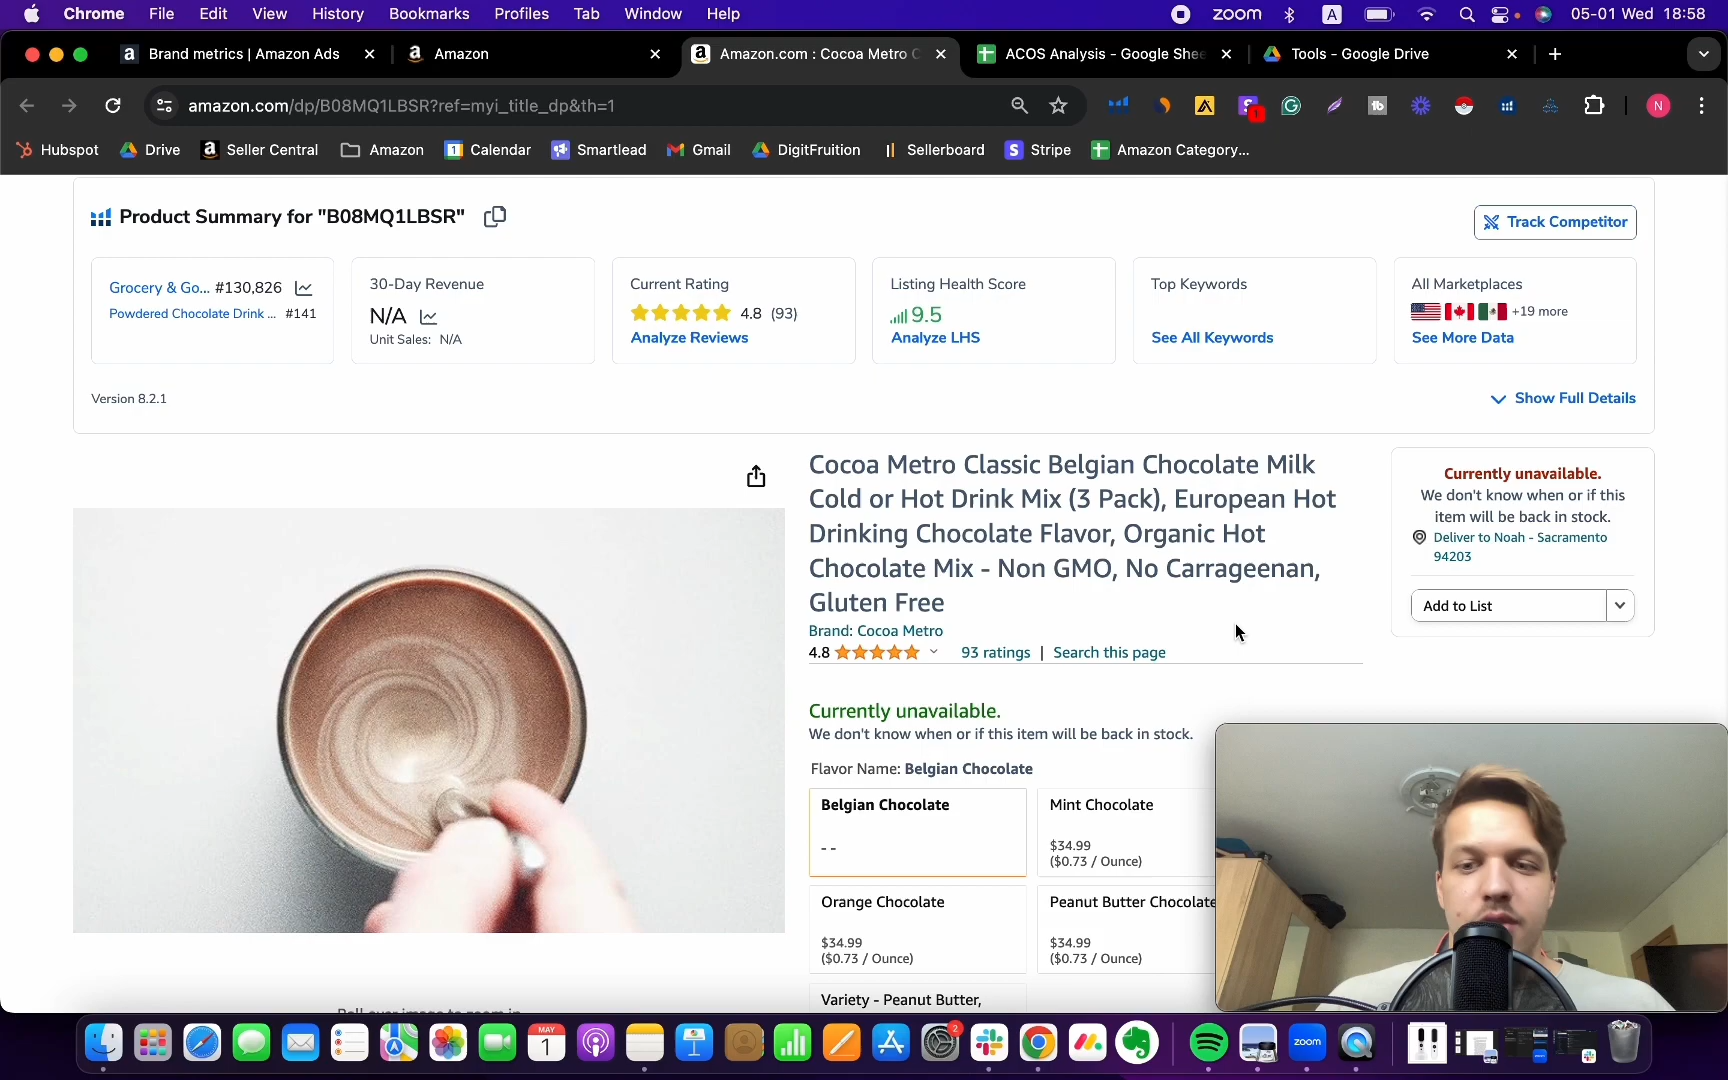 Chrome File Edit View History Bookmarks Profiles Tab Window Help zoom A 05-01 Wed 18:58
Brand metrics | Amazon Ads Amazon Amazon.com : Cocoa Metro C ACOS Analysis - Google Shee Tools - Google Drive
amazon.com/dp/B08MQ1LBSR?ref=myi_title_dp&th=1
Hubspot Drive Seller Central Amazon Calendar Smartlead Gmail DigitFruition Sellerboard Stripe Amazon Category...
Product Summary for "B08MQ1LBSR"
Track Competitor
Grocery & Go... #130,826
Powdered Chocolate Drink ... #141
30-Day Revenue
N/A
Unit Sales: N/A
Current Rating
4.8 (93)
Analyze Reviews
Listing Health Score
9.5
Analyze LHS
Top Keywords
See All Keywords
All Marketplaces
+19 more
See More Data
Version 8.2.1
Show Full Details
Cocoa Metro Classic Belgian Chocolate Milk
Cold or Hot Drink Mix (3 Pack), European Hot
Drinking Chocolate Flavor, Organic Hot
Chocolate Mix - Non GMO, No Carrageenan,
Gluten Free
Brand: Cocoa Metro
4.8 93 ratings | Search this page
Currently unavailable.
We don't know when or if this item will be back in stock.
Flavor Name: Belgian Chocolate
Belgian Chocolate
- -
Mint Chocolate
$34.99
($0.73 / Ounce)
Orange Chocolate
$34.99
($0.73 / Ounce)
Peanut Butter Chocolate
$34.99
($0.73 / Ounce)
Variety - Peanut Butter,
Currently unavailable.
We don't know when or if this
item will be back in stock.
Deliver to Noah - Sacramento
94203
Add to List
Roll over image to zoom in
MAY
1
2
zoom